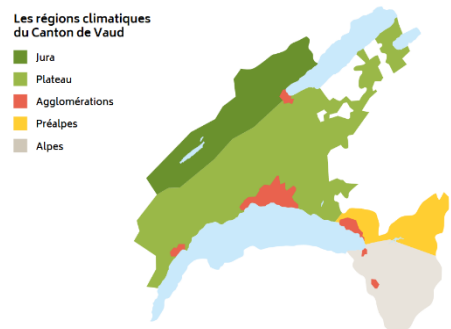 Les régions climatiques
du Canton de Vaud
Jura
Plateau
Agglomérations
Préalpes
Alpes